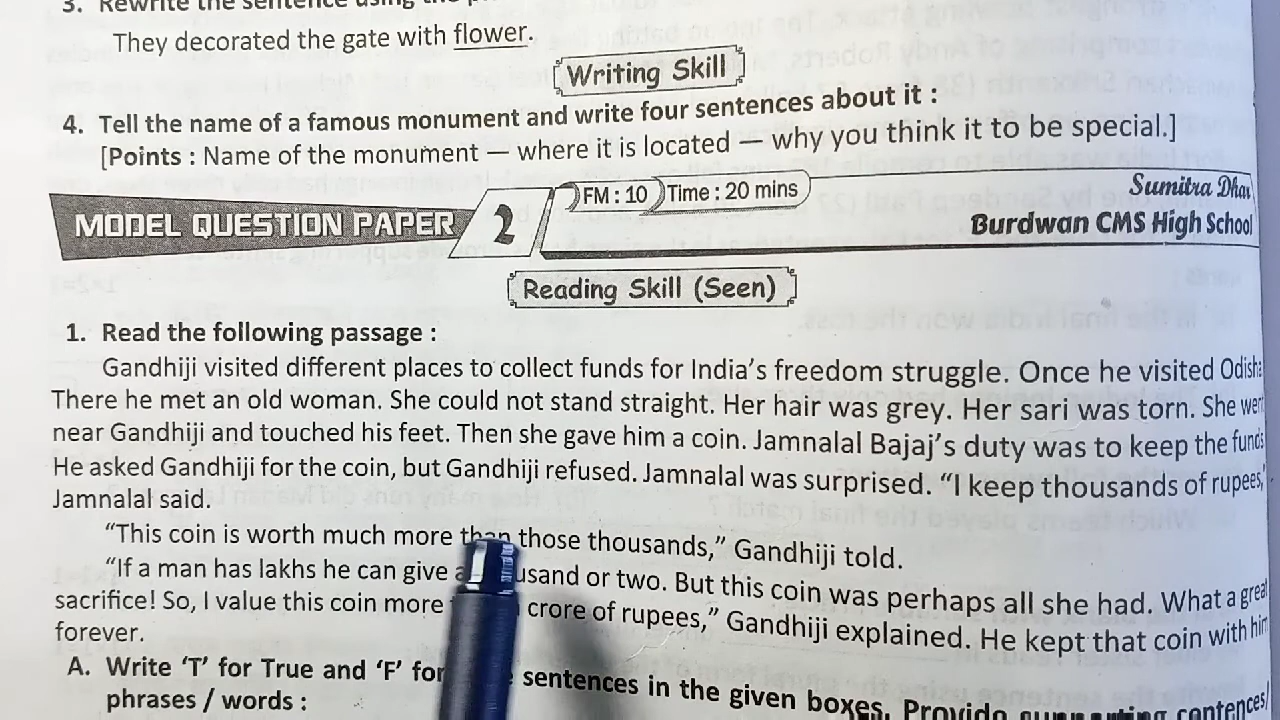 3. Rewrite the sentence using the
They decorated the gate with flower.
Writing Skill
4. Tell the name of a famous monument and write four sentences about it :
[Points : Name of the monument — where it is located — why you think it to be special.]
MODEL QUESTION PAPER 2 FM : 10 Time : 20 mins
Sumitra Dhar
Burdwan CMS High School
Reading Skill (Seen)
1. Read the following passage :
Gandhiji visited different places to collect funds for India's freedom struggle. Once he visited Odisha
There he met an old woman. She could not stand straight. Her hair was grey. Her sari was torn. She went
near Gandhiji and touched his feet. Then she gave him a coin. Jamnalal Bajaj's duty was to keep the funds
He asked Gandhiji for the coin, but Gandhiji refused. Jamnalal was surprised. “I keep thousands of rupees,”
Jamnalal said.
“This coin is worth much more than those thousands,” Gandhiji told.
“If a man has lakhs he can give a usand or two. But this coin was perhaps all she had. What a great
sacrifice! So, I value this coin more crore of rupees,” Gandhiji explained. He kept that coin with him
forever.
A. Write ‘T’ for True and ‘F’ for sentences in the given boxes. Provide supporting sentences/
phrases / words :